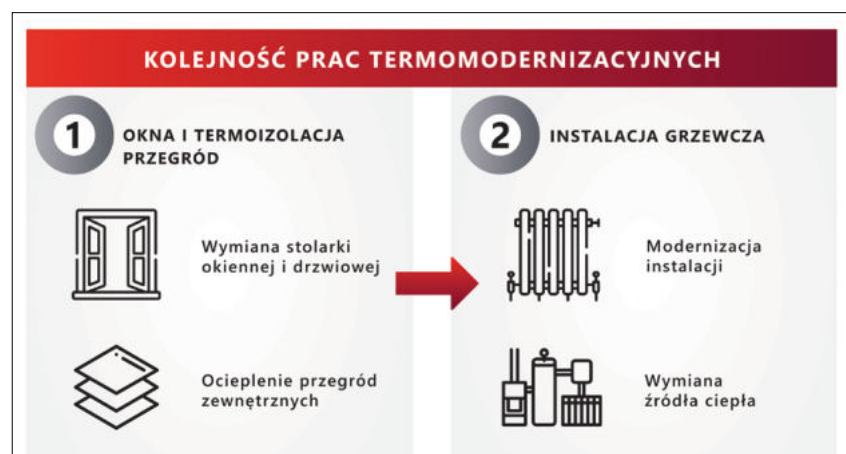 KOLEJNOŚĆ PRAC TERMOMODERNIZACYJNYCH
1
OKNA I TERMOIZOLACJA
PRZEGRÓD
Wymiana stolarki
okiennej i drzwiowej
Ocieplenie przegród
zewnętrznych
2
INSTALACJA GRZEWCZA
Modernizacja
instalacji
Wymiana
źródła ciepła